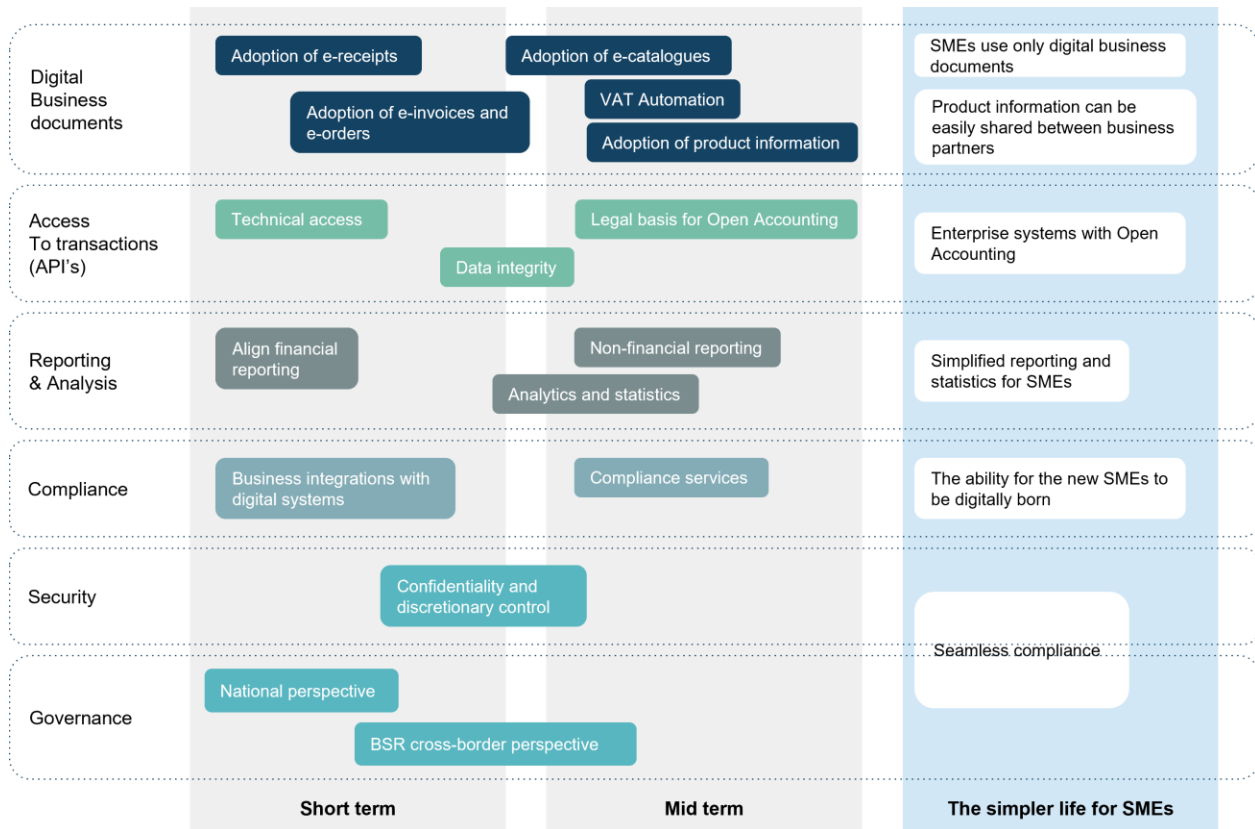 Digital
Business
documents
Adoption of e-receipts
Adoption of e-invoices and
e-orders
Adoption of e-catalogues
VAT Automation
Adoption of product information
SMEs use only digital business
documents
Product information can be
easily shared between business
partners
Access
To transactions
(API's)
Technical access
Data integrity
Legal basis for Open Accounting
Enterprise systems with Open
Accounting
Reporting
& Analysis
Align financial
reporting
Non-financial reporting
Analytics and statistics
Simplified reporting and
statistics for SMEs
Compliance
Business integrations with
digital systems
Compliance services
The ability for the new SMEs to
be digitally born
Security
Confidentiality and
discretionary control
Seamless compliance
Governance
National perspective
BSR cross-border perspective
Short term
Mid term
The simpler life for SMEs